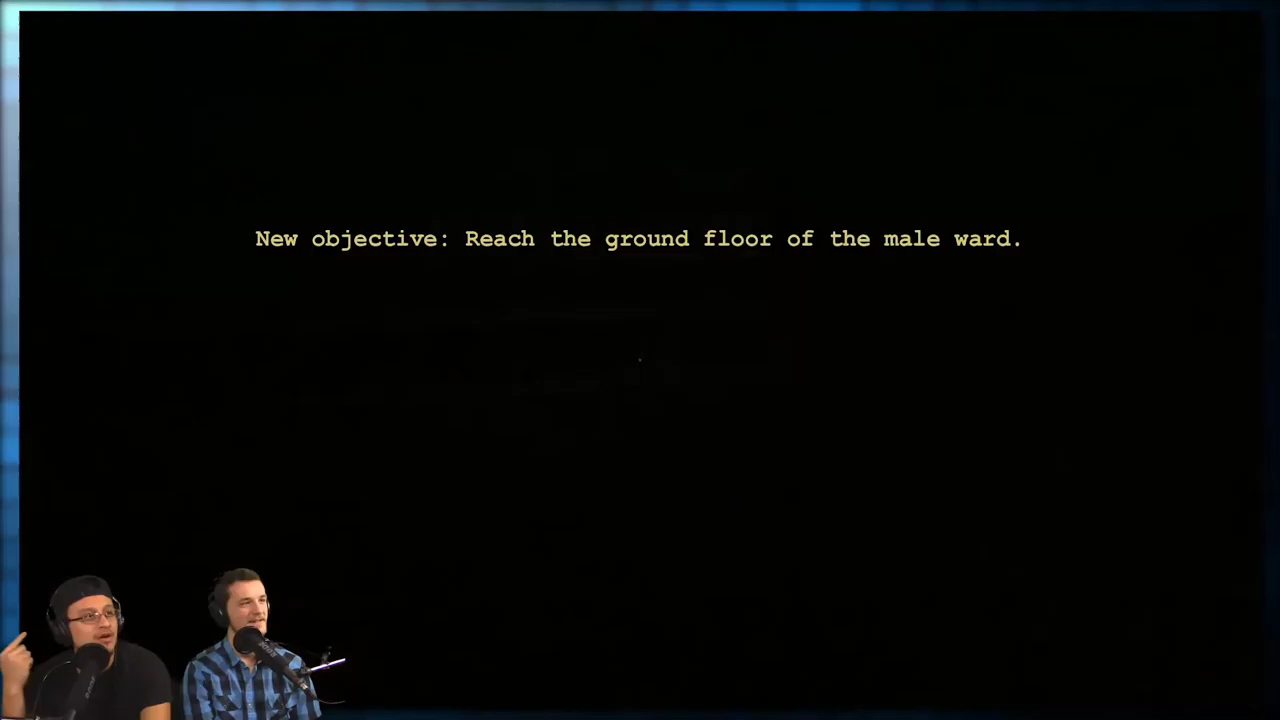 New objective: Reach the ground floor of the male ward.